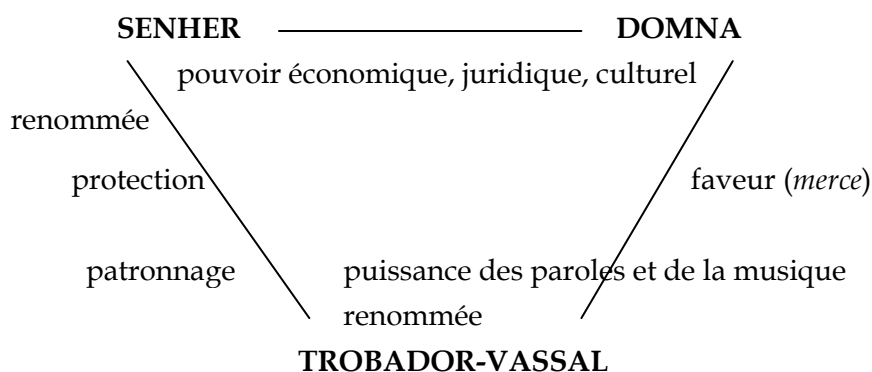 SENHER DOMNA
pouvoir économique, juridique, culturel
renommée
protection faveur (merce)
patronnage puissance des paroles et de la musique
renommée
TROBADOR-VASSAL